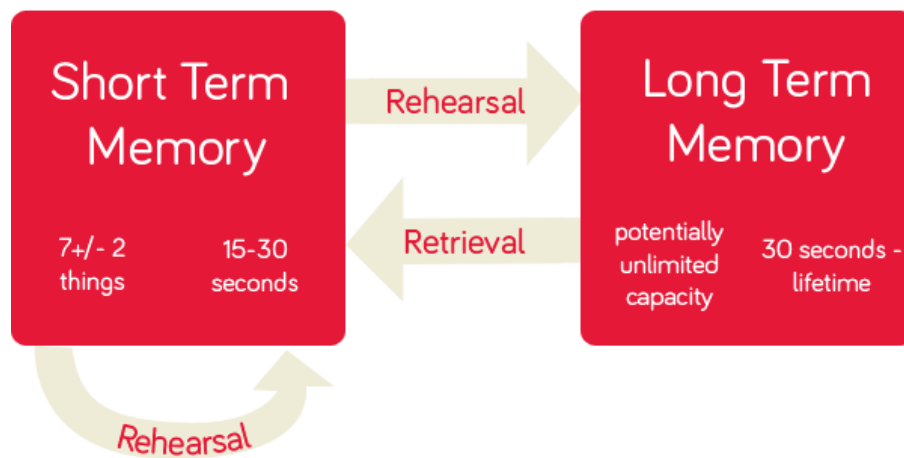 Short Term
Memory
7+/- 2
things
15-30
seconds
Rehearsal
Retrieval
Long Term
Memory
potentially
unlimited
capacity
30 seconds -
lifetime
Rehearsal